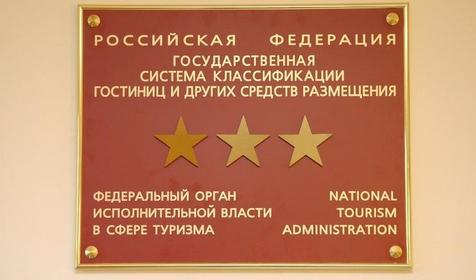 РОССИЙСКАЯ ФЕДЕРАЦИЯ
ГОСУДАРСТВЕННАЯ
СИСТЕМА КЛАССИФИКАЦИИ
ГОСТИНИЦ И ДРУГИХ СРЕДСТВ РАЗМЕЩЕНИЯ
ФЕДЕРАЛЬНЫЙ ОРГАН
ИСПОЛНИТЕЛЬНОЙ ВЛАСТИ
В СФЕРЕ ТУРИЗМА
NATIONAL
TOURISM
ADMINISTRATION